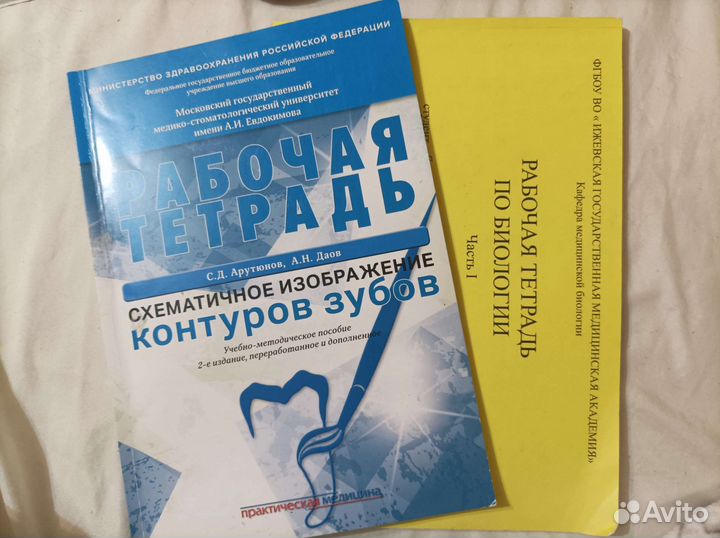 МИНИСТЕРСТВО ЗДРАВООХРАНЕНИЯ РОССИЙСКОЙ ФЕДЕРАЦИИ
Федеральное государственное бюджетное образовательное
учреждение высшего образования
Московский государственный
медико-стоматологический университет
имени А.И. Евдокимова
РАБОЧАЯ
ТЕТРАДЬ
С.Д. Арутюнов, А.Н. Даов
СХЕМАТИЧНОЕ ИЗОБРАЖЕНИЕ
КОНТУРОВ ЗУБОВ
Учебно-методическое пособие
2-е издание, переработанное и дополненное
практическая медицина
ФГБОУ ВО « ИЖЕВСКАЯ ГОСУДАРСТВЕННАЯ МЕДИЦИНСКАЯ АКАДЕМИЯ»
Кафедра медицинской биологии
РАБОЧАЯ ТЕТРАДЬ
ПО БИОЛОГИИ
Часть I
Avito